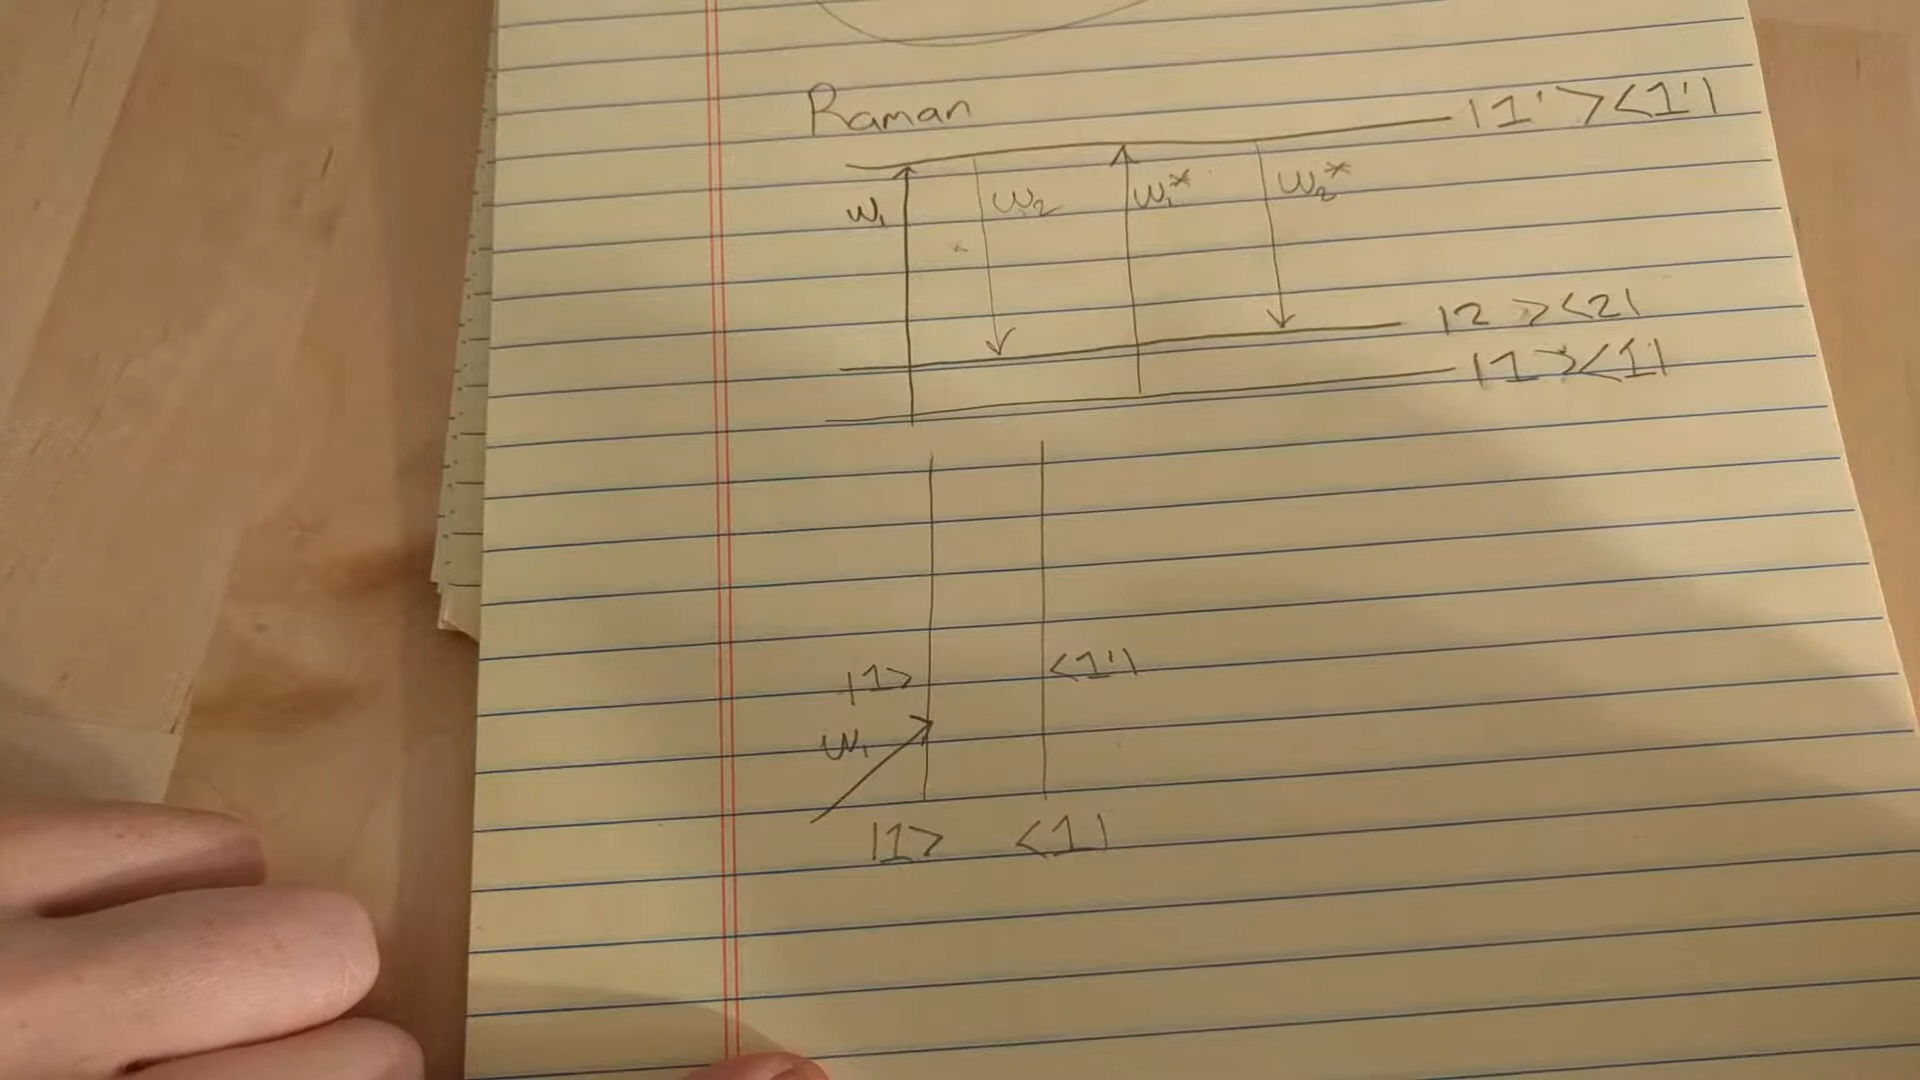 Raman
|1'><1'|
ω₁ ω₂ ω₁* ω₂*
|2><2|
|1><1|
|1> <1'|
ω₁
|1> <1|